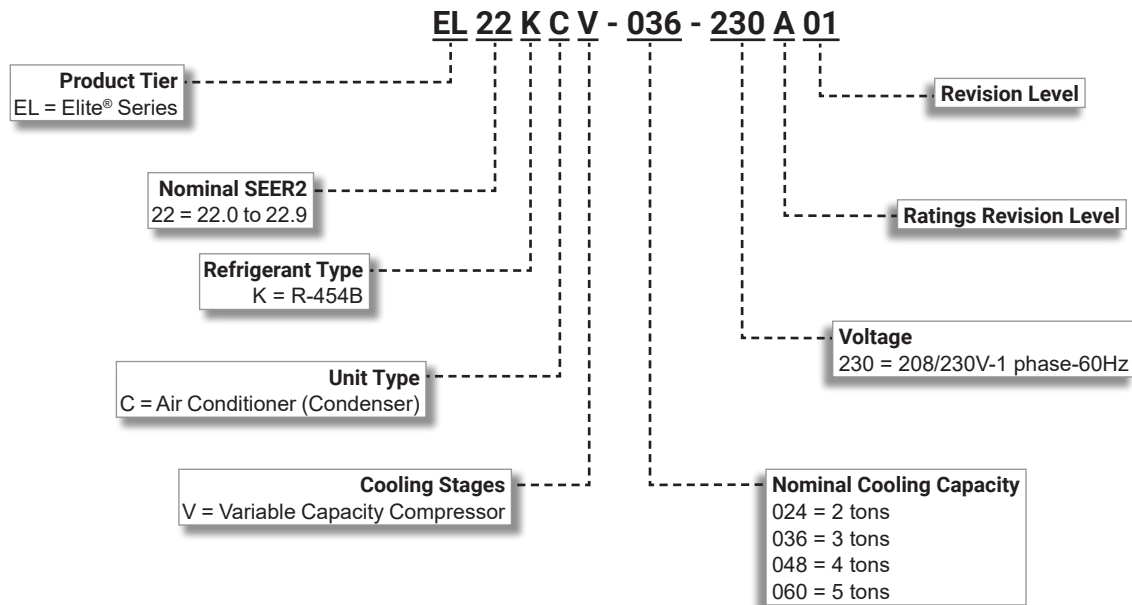 EL 22 K C V - 036 - 230 A 01
Product Tier
EL = Elite® Series
Revision Level
Nominal SEER2
22 = 22.0 to 22.9
Ratings Revision Level
Refrigerant Type
K = R-454B
Voltage
230 = 208/230V-1 phase-60Hz
Unit Type
C = Air Conditioner (Condenser)
Cooling Stages
V = Variable Capacity Compressor
Nominal Cooling Capacity
024 = 2 tons
036 = 3 tons
048 = 4 tons
060 = 5 tons